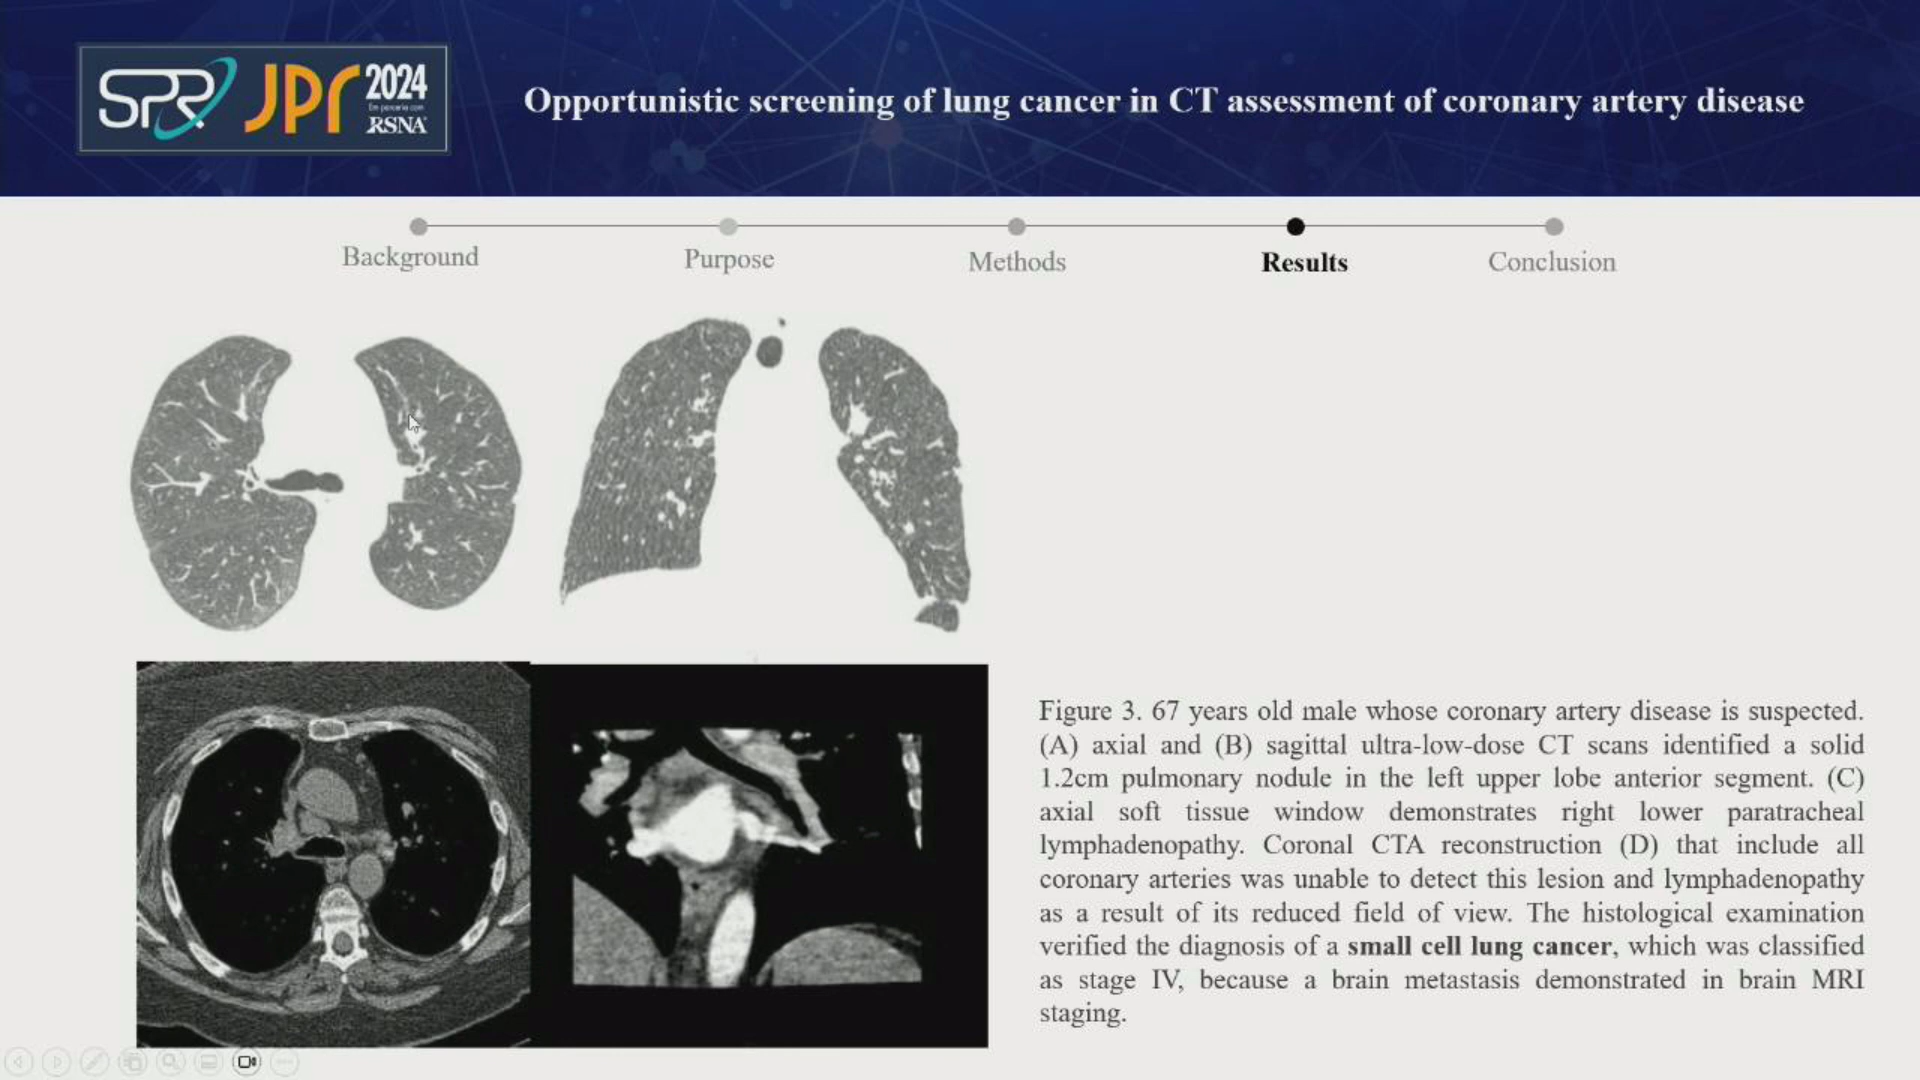 SPR JPR 2024
Em parceria com
RSNA
Opportunistic screening of lung cancer in CT assessment of coronary artery disease
Background
Purpose
Methods
Results
Conclusion
Figure 3. 67 years old male whose coronary artery disease is suspected.
(A) axial and (B) sagittal ultra-low-dose CT scans identified a solid
1.2cm pulmonary nodule in the left upper lobe anterior segment. (C)
axial soft tissue window demonstrates right lower paratracheal
lymphadenopathy. Coronal CTA reconstruction (D) that include all
coronary arteries was unable to detect this lesion and lymphadenopathy
as a result of its reduced field of view. The histological examination
verified the diagnosis of a small cell lung cancer, which was classified
as stage IV, because a brain metastasis demonstrated in brain MRI
staging.